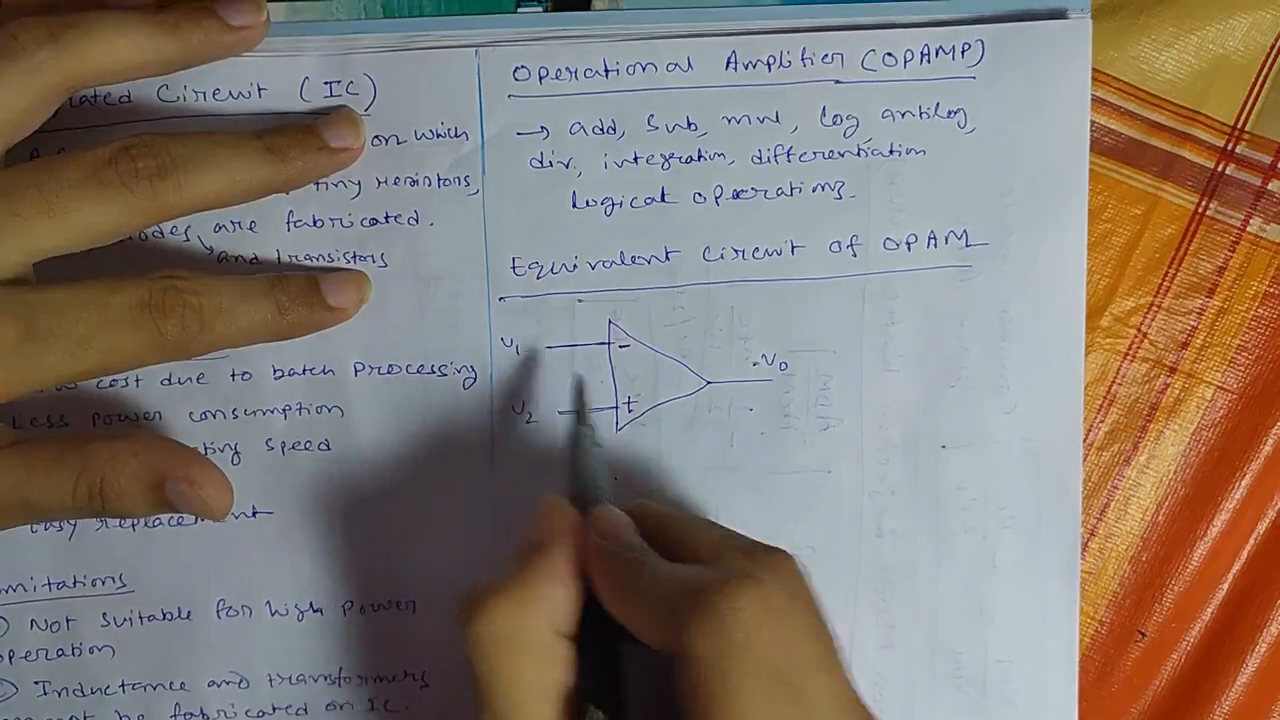 Circuit (IC)
on which
tiny resistors,
are fabricated.
and transistors
cost due to batch processing
Less power consumption
speed
Easy replacement
① Not suitable for high power
operation
Inductance and transformers
be fabricated on IC.
Operational Amplifier (OPAMP)
→ add, sub, mul, log antilog,
div, integration, differentiation
logical operations.
Equivalent circuit of OPAM
V1
-
V2
+
V0